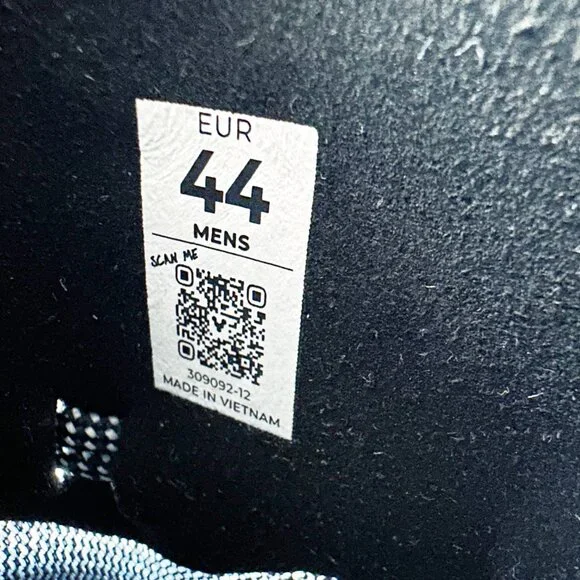 EUR
44
MENS
SCAN ME
309092-12
MADE IN VIETNAM